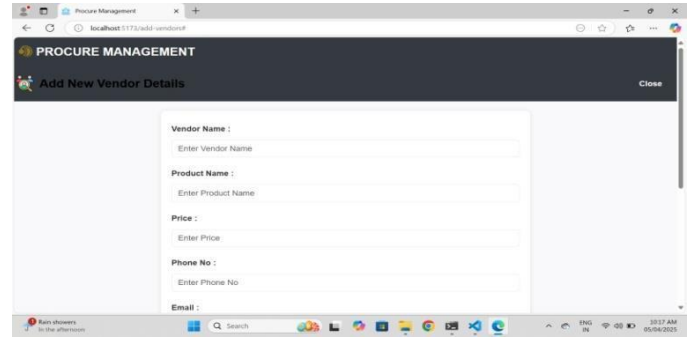 Procure Management
localhost:5173/add-vendors#
PROCURE MANAGEMENT
Add New Vendor Details
Close
Vendor Name :
Enter Vendor Name
Product Name :
Enter Product Name
Price :
Enter Price
Phone No :
Enter Phone No
Email :
Rain showers
In the afternoon
Search
ENG
IN
10:17 AM
05/04/2025